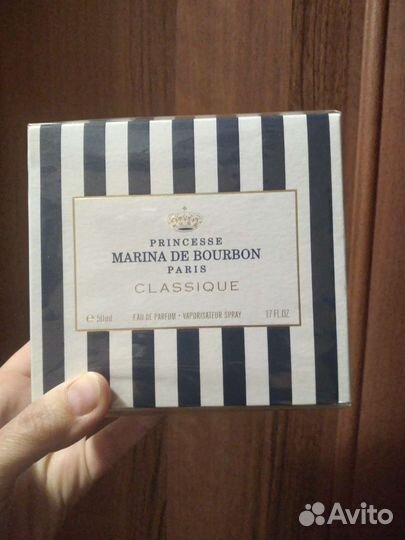 PRINCESSE
MARINA DE BOURBON
PARIS
CLASSIQUE
℮ 50ml EAU DE PARFUM • VAPORISATEUR SPRAY 1.7 FL.OZ
Avito